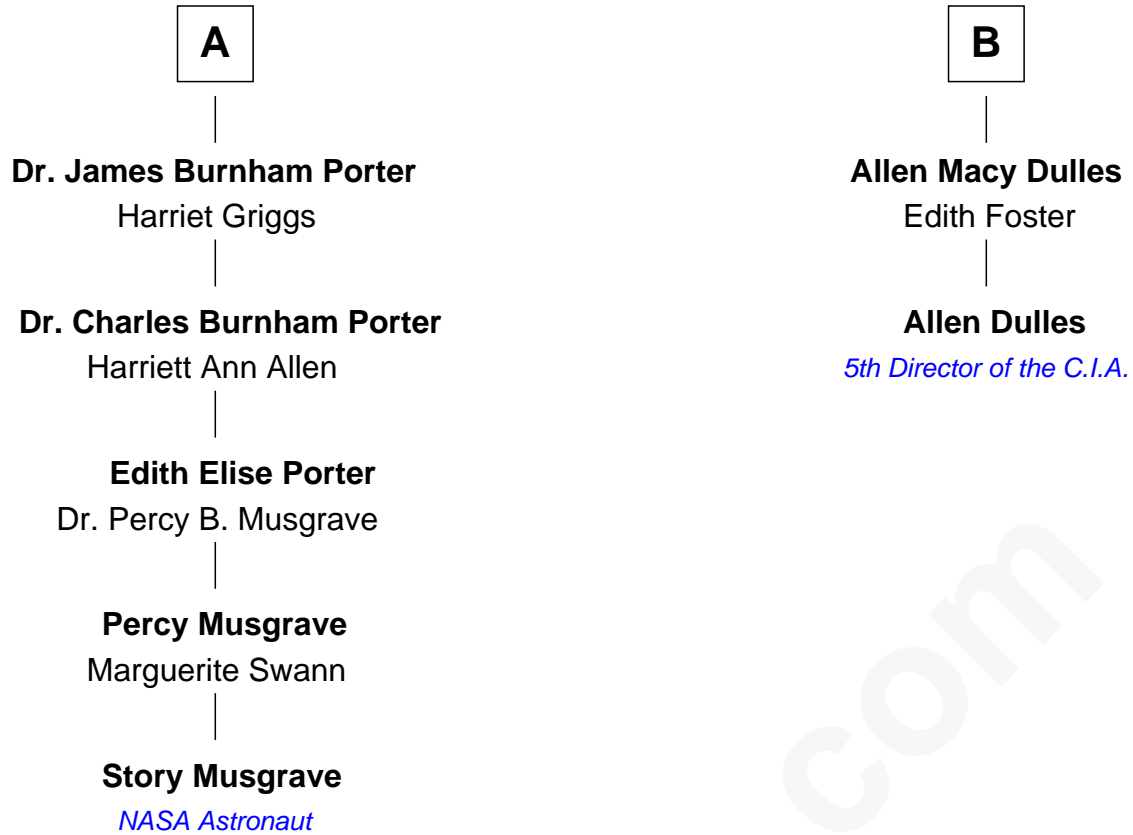 A
Dr. James Burnham Porter
Harriet Griggs
Dr. Charles Burnham Porter
Harriett Ann Allen
Edith Elise Porter
Dr. Percy B. Musgrave
Percy Musgrave
Marguerite Swann
Story Musgrave
NASA Astronaut
B
Allen Macy Dulles
Edith Foster
Allen Dulles
5th Director of the C.I.A.
com